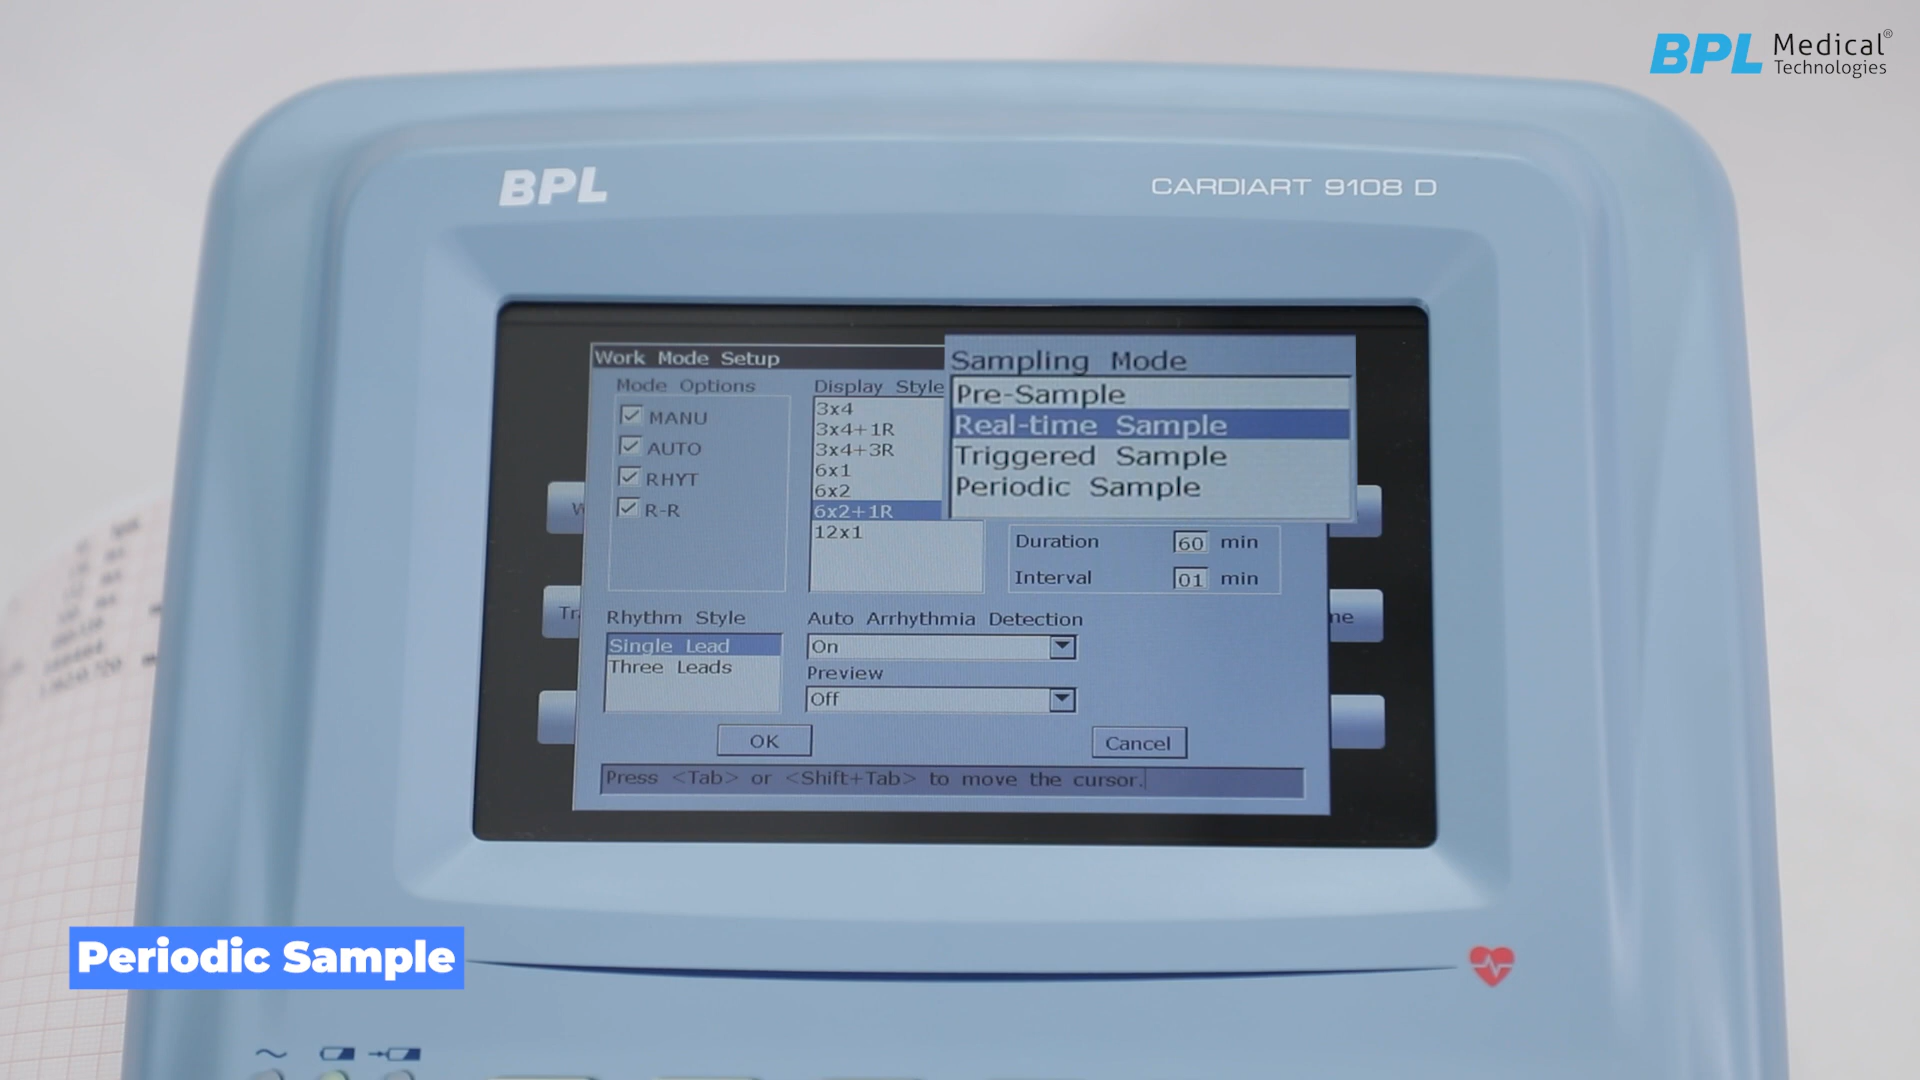 BPL Medical®
Technologies
BPL
CARDIART 9108 D
Work Mode Setup
Mode Options
MANU
AUTO
RHYT
R-R
Display Style
3x4
3x4+1R
3x4+3R
6x1
6x2
6x2+1R
12x1
Sampling Mode
Pre-Sample
Real-time Sample
Triggered Sample
Periodic Sample
Duration 60 min
Interval 01 min
Rhythm Style
Single Lead
Three Leads
Auto Arrhythmia Detection
On
Preview
Off
OK
Cancel
Press <Tab> or <Shift+Tab> to move the cursor.
Periodic Sample